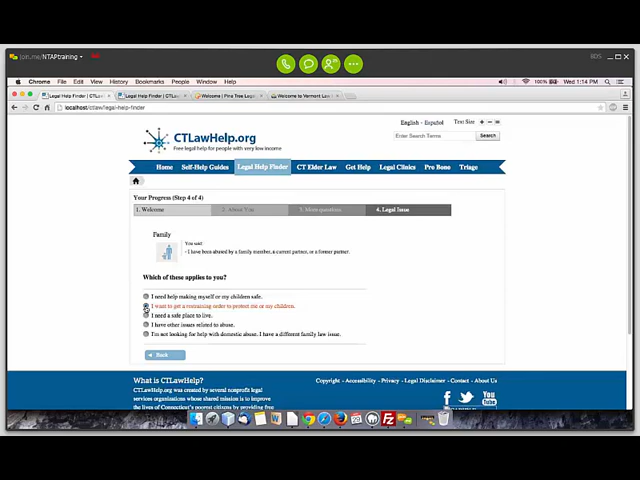 join.me/NTAPtraining
BDS
Chrome File Edit View History Bookmarks People Window Help
100% Wed 1:14 PM
Legal Help Finder | CTLa
Legal Help Finder | CTLa
Welcome | Pine Tree Lega
Welcome to Vermont Law
localhost/ctlaw/legal-help-finder
English - Español Text Size + − =
CTLawHelp.org
Free legal help for people with very low income
Enter Search Terms Search
Home Self-Help Guides Legal Help Finder CT Elder Law Get Help Legal Clinics Pro Bono Triage
Your Progress (Step 4 of 4)
1. Welcome 2. About You 3. More questions 4. Legal Issue
Family
You said:
- I have been abused by a family member, a current partner, or a former partner.
Which of these applies to you?
I need help making myself or my children safe.
I want to get a restraining order to protect me or my children.
I need a safe place to live.
I have other issues related to abuse.
I'm not looking for help with domestic abuse. I have a different family law issue.
Back
What is CTLawHelp?
Copyright - Accessibility - Privacy - Legal Disclaimer - Contact - About Us
CTLawHelp.org was created by several nonprofit legal
services organizations whose shared mission is to improve
the lives of Connecticut's poorest citizens by providing free
You
Tube